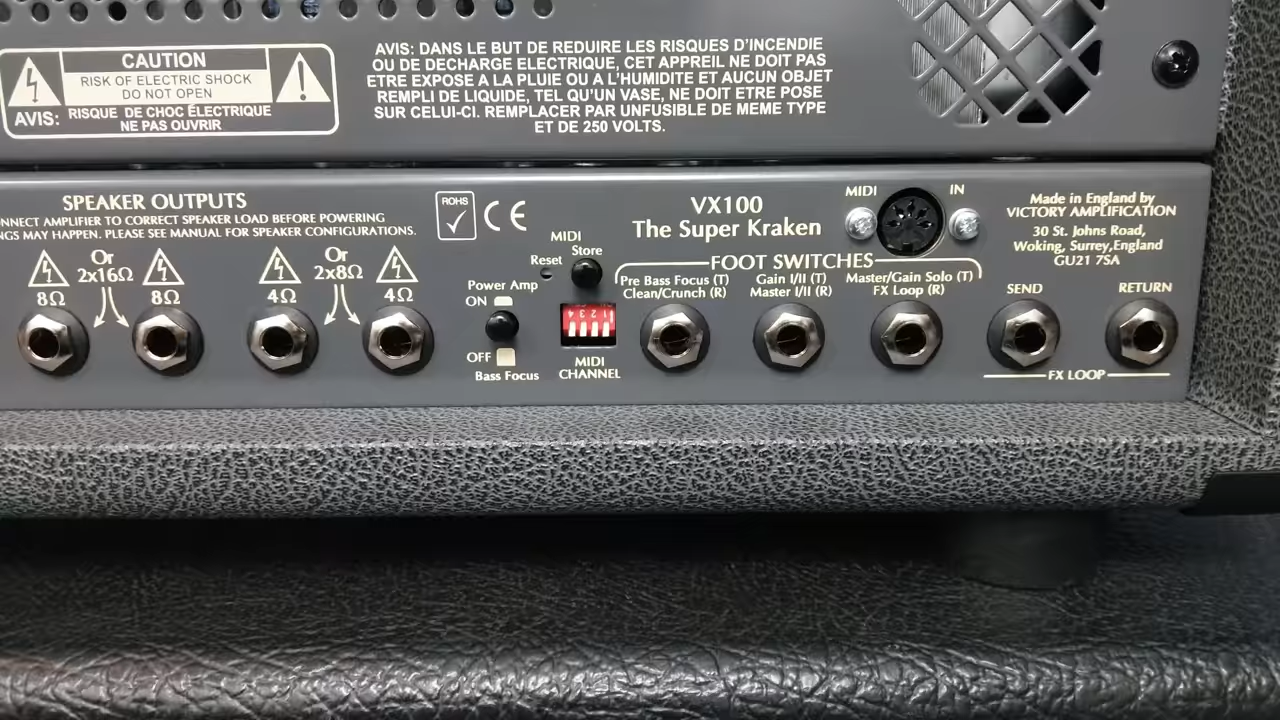 CAUTION
RISK OF ELECTRIC SHOCK
DO NOT OPEN
AVIS: RISQUE DE CHOC ÉLECTRIQUE
NE PAS OUVRIR
AVIS: DANS LE BUT DE REDUIRE LES RISQUES D'INCENDIE
OU DE DECHARGE ELECTRIQUE, CET APPAREIL NE DOIT PAS
ETRE EXPOSE A LA PLUIE OU A L'HUMIDITE ET AUCUN OBJET
REMPLI DE LIQUIDE, TEL QU'UN VASE, NE DOIT ETRE POSE
SUR CELUI-CI. REMPLACER PAR UNFUSIBLE DE MEME TYPE
ET DE 250 VOLTS.
SPEAKER OUTPUTS
AMPLIFIER TO CORRECT SPEAKER LOAD BEFORE POWERING
MAY HAPPEN. PLEASE SEE MANUAL FOR SPEAKER CONFIGURATIONS.
Or
2x16Ω
8Ω
8Ω
Or
2x8Ω
4Ω
4Ω
ROHS
CE
MIDI
Store
Reset
Power Amp
ON
OFF
Bass Focus
1 2 3 4
MIDI
CHANNEL
VX100
The Super Kraken
MIDI IN
FOOT SWITCHES
Pre Bass Focus (T)
Clean/Crunch (R)
Gain I/II (T)
Master I/II (R)
Master/Gain Solo (T)
FX Loop (R)
Made in England by
VICTORY AMPLIFICATION
30 St. Johns Road,
Woking, Surrey,England
GU21 7SA
SEND
RETURN
FX LOOP